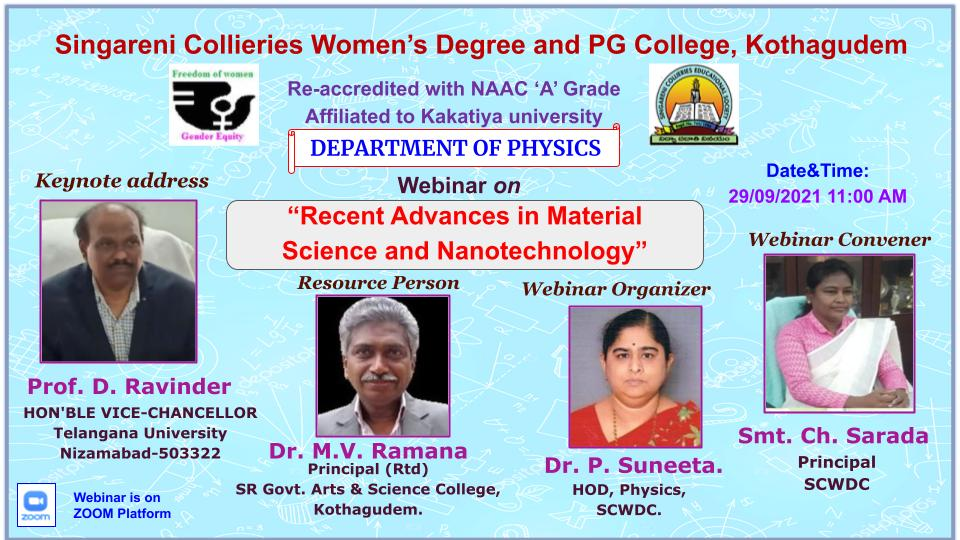 Singareni Collieries Women's Degree and PG College, Kothagudem
Freedom of women
Gender Equity
Re-accredited with NAAC ‘A’ Grade
Affiliated to Kakatiya university
SINGARENI COLLIERIES EDUCATIONAL SOCIETY
DEPARTMENT OF PHYSICS
Date&Time:
29/09/2021 11:00 AM
Webinar on
“Recent Advances in Material
Science and Nanotechnology”
Keynote address
Prof. D. Ravinder
HON'BLE VICE-CHANCELLOR
Telangana University
Nizamabad-503322
Resource Person
Dr. M.V. Ramana
Principal (Rtd)
SR Govt. Arts & Science College,
Kothagudem.
Webinar Organizer
Dr. P. Suneeta.
HOD, Physics,
SCWDC.
Webinar Convener
Smt. Ch. Sarada
Principal
SCWDC
zoom
Webinar is on
ZOOM Platform